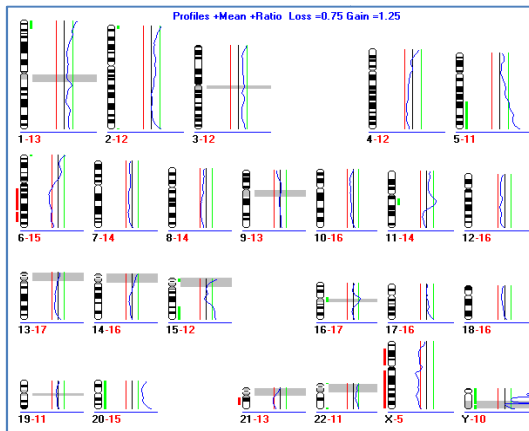 Profiles +Mean +Ratio Loss =0.75 Gain =1.25
1-13 2-12 3-12 4-12 5-11
6-15 7-14 8-14 9-13 10-16 11-14 12-16
13-17 14-16 15-12 16-17 17-16 18-16
19-11 20-15 21-13 22-11 X-5 Y-10